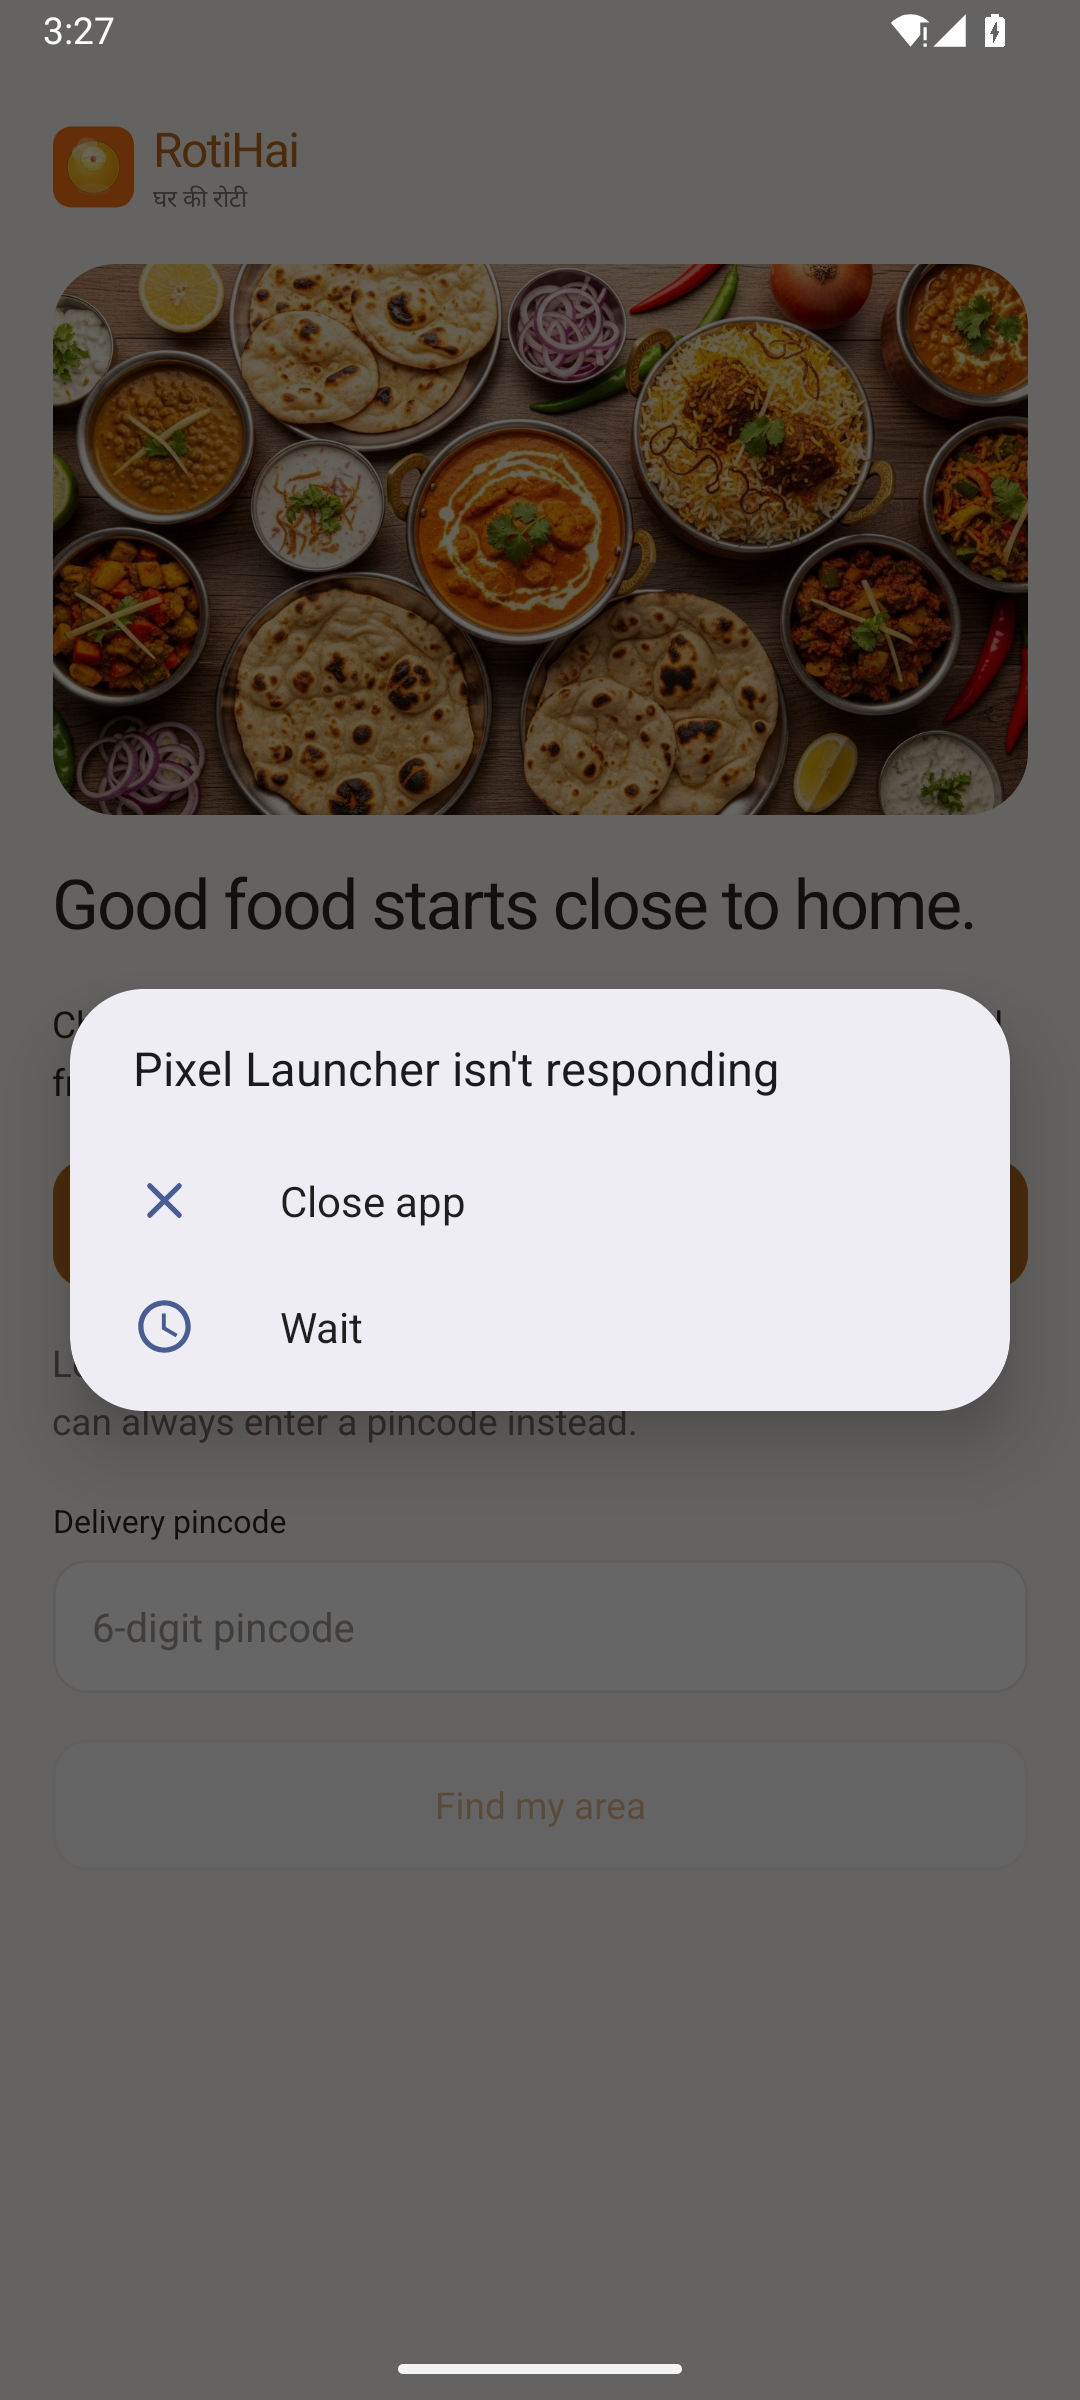 3:27
RotiHai
घर की रोटी
Good food starts close to home.
Pixel Launcher isn't responding
Close app
Wait
can always enter a pincode instead.
Delivery pincode
6-digit pincode
Find my area